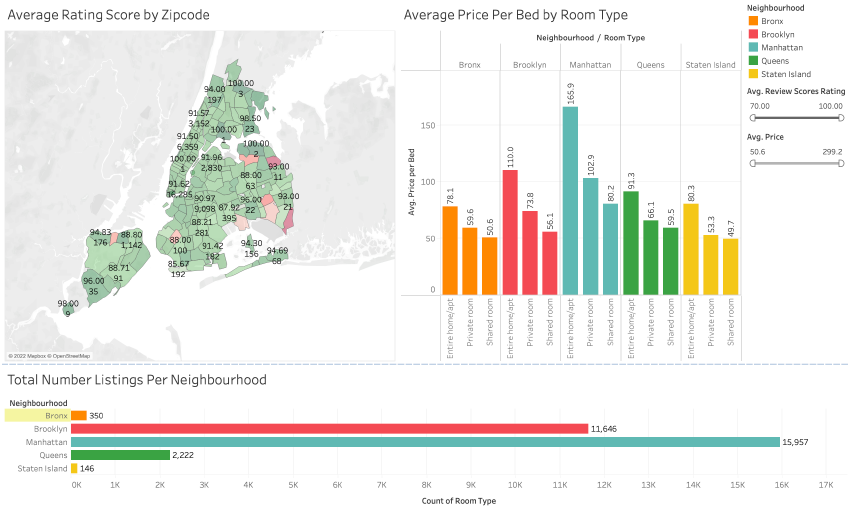 Average Rating Score by Zipcode
100.00
3
94.00
197
91.57
3,152
98.50
23
100.00
1
91.50
6,359
100.00
2
100.00
91.96
2,830
93.00
11
88.00
63
91.62
16,285
90.97
9,098
87.92
395
96.00
22
93.00
21
88.21
281
94.83
176
88.80
1,142
88.00
100
91.42
182
94.30
156
94.69
68
85.67
192
88.71
91
96.00
35
98.00
9
© 2022 Mapbox © OpenStreetMap
Average Price Per Bed by Room Type
Neighbourhood / Room Type
Bronx Brooklyn Manhattan Queens Staten Island
Avg. Price per Bed
150
100
50
0
78.1 59.6 50.6 110.0 73.8 56.1 165.9 102.9 80.2 91.3 66.1 59.5 80.3 53.3 49.7
Entire home/apt Private room Shared room Entire home/apt Private room Shared room Entire home/apt Private room Shared room Entire home/apt Private room Shared room Entire home/apt Private room Shared room
Neighbourhood
Bronx
Brooklyn
Manhattan
Queens
Staten Island
Avg. Review Scores Rating
70.00 100.00
Avg. Price
50.6 299.2
Total Number Listings Per Neighbourhood
Neighbourhood
Bronx 350
Brooklyn 11,646
Manhattan 15,957
Queens 2,222
Staten Island 146
0K 1K 2K 3K 4K 5K 6K 7K 8K 9K 10K 11K 12K 13K 14K 15K 16K 17K
Count of Room Type